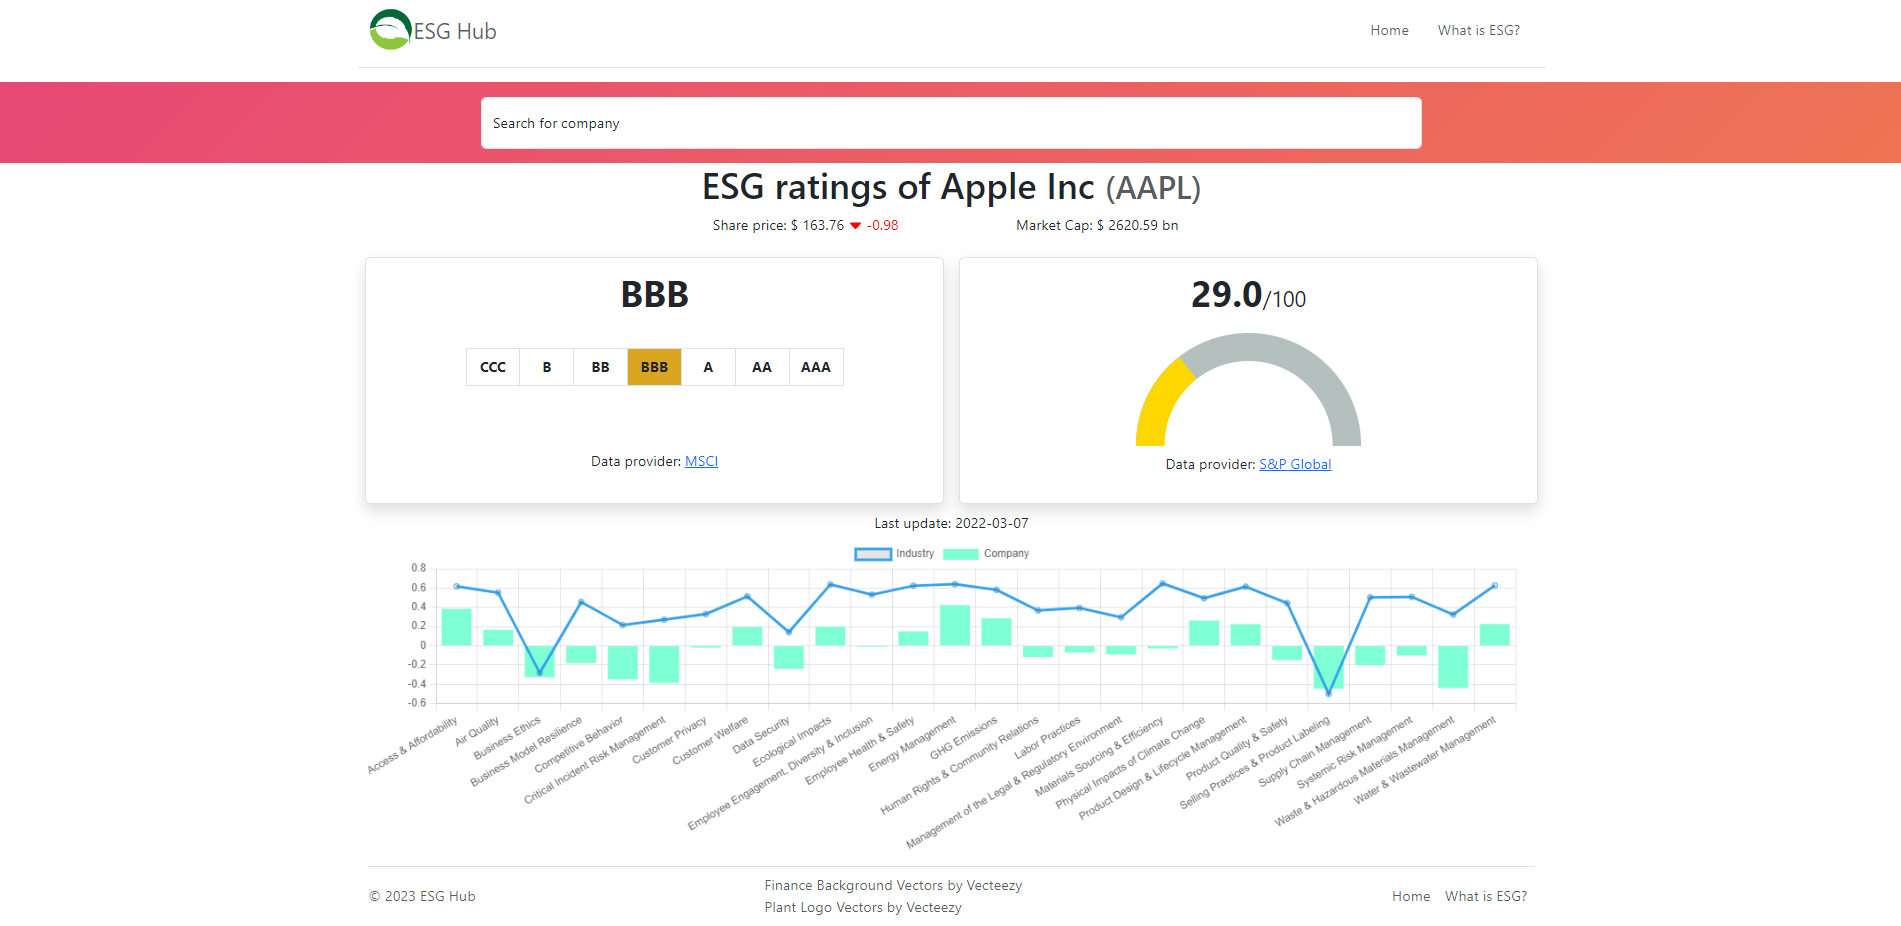 ESG Hub
Home What is ESG?
Search for company
ESG ratings of Apple Inc (AAPL)
Share price: $ 163.76 -0.98 Market Cap: $ 2620.59 bn
BBB
CCC B BB BBB A AA AAA
Data provider: MSCI
29.0/100
Data provider: S&P Global
Last update: 2022-03-07
Industry Company
0.8
0.6
0.4
0.2
0
-0.2
-0.4
-0.6
Access & Affordability
Air Quality
Business Ethics
Business Model Resilience
Competitive Behavior
Critical Incident Risk Management
Customer Privacy
Customer Welfare
Data Security
Ecological Impacts
Employee Engagement, Diversity & Inclusion
Employee Health & Safety
Energy Management
GHG Emissions
Human Rights & Community Relations
Labor Practices
Management of the Legal & Regulatory Environment
Materials Sourcing & Efficiency
Physical Impacts of Climate Change
Product Design & Lifecycle Management
Product Quality & Safety
Selling Practices & Product Labeling
Supply Chain Management
Systemic Risk Management
Waste & Hazardous Materials Management
Water & Wastewater Management
© 2023 ESG Hub
Finance Background Vectors by Vecteezy
Plant Logo Vectors by Vecteezy
Home What is ESG?